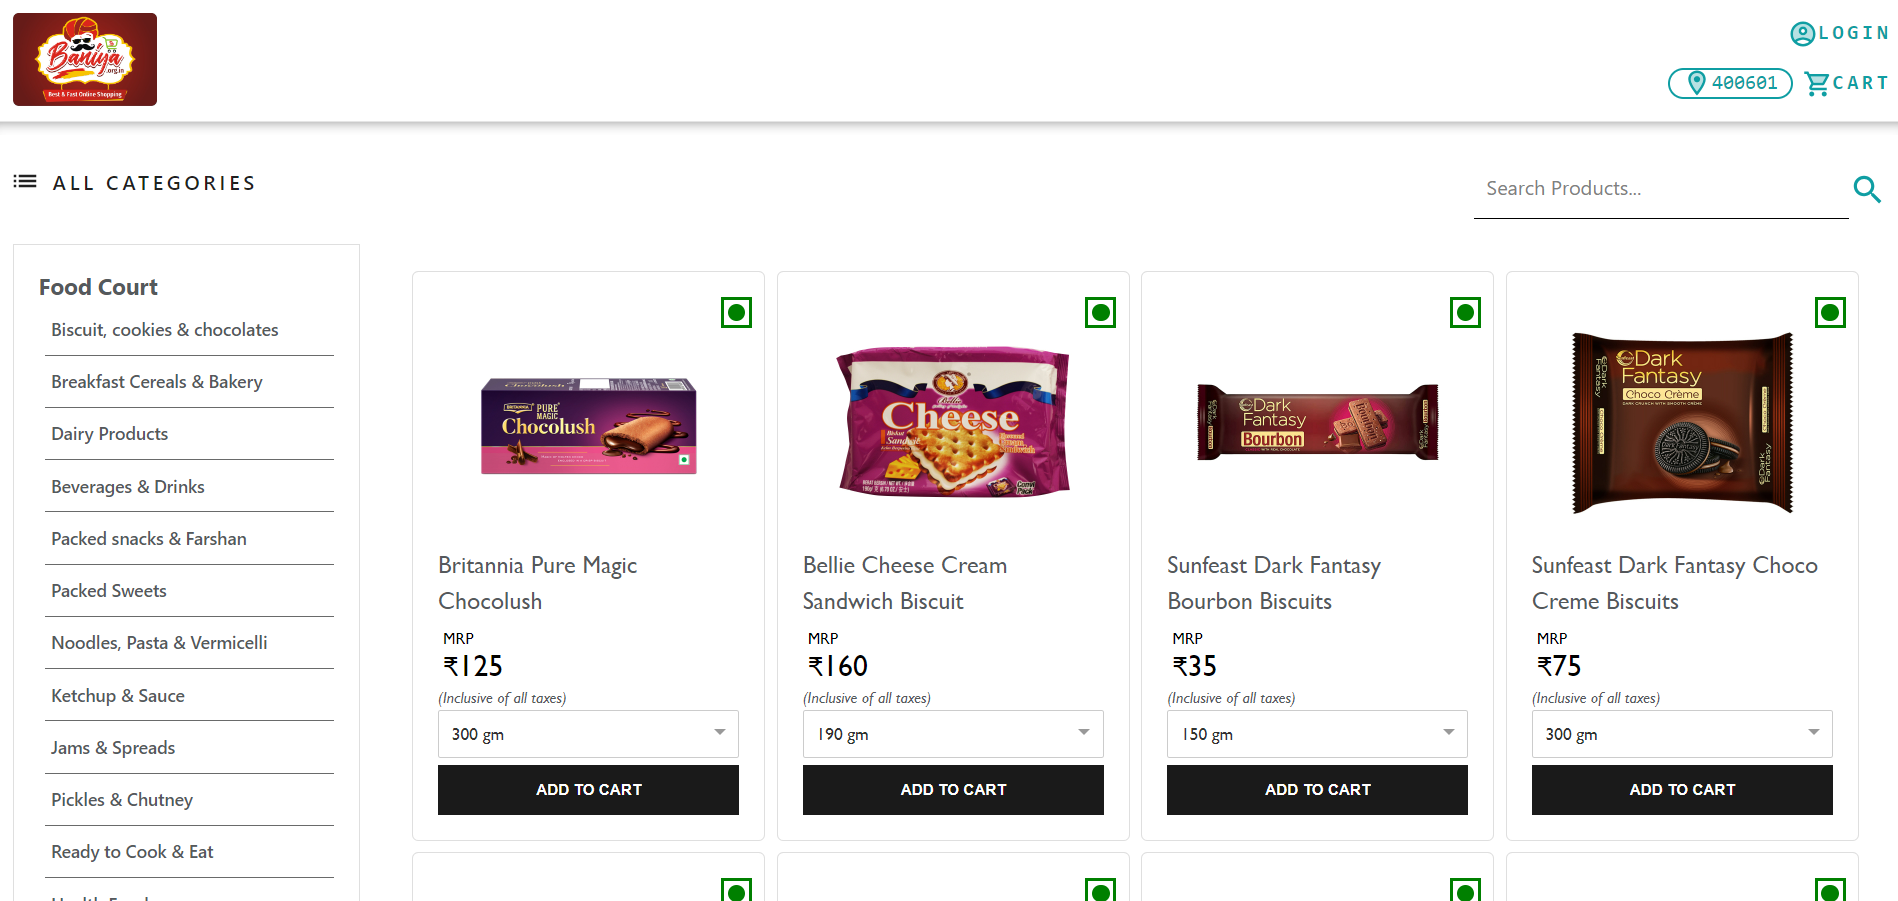 Baniya
.org.in
Best & Fast Online Shopping
LOGIN
400601
CART
ALL CATEGORIES
Search Products...
Food Court
Biscuit, cookies & chocolates
Breakfast Cereals & Bakery
Dairy Products
Beverages & Drinks
Packed snacks & Farshan
Packed Sweets
Noodles, Pasta & Vermicelli
Ketchup & Sauce
Jams & Spreads
Pickles & Chutney
Ready to Cook & Eat
BRITANNIA
PURE
MAGIC
Chocolush
Britannia Pure Magic
Chocolush
MRP
₹125
(Inclusive of all taxes)
300 gm
ADD TO CART
Cheese
Bellie Cheese Cream
Sandwich Biscuit
MRP
₹160
(Inclusive of all taxes)
190 gm
ADD TO CART
Dark
Fantasy
Bourbon
Sunfeast Dark Fantasy
Bourbon Biscuits
MRP
₹35
(Inclusive of all taxes)
150 gm
ADD TO CART
Dark
Fantasy
Choco Crème
Sunfeast Dark Fantasy Choco
Creme Biscuits
MRP
₹75
(Inclusive of all taxes)
300 gm
ADD TO CART